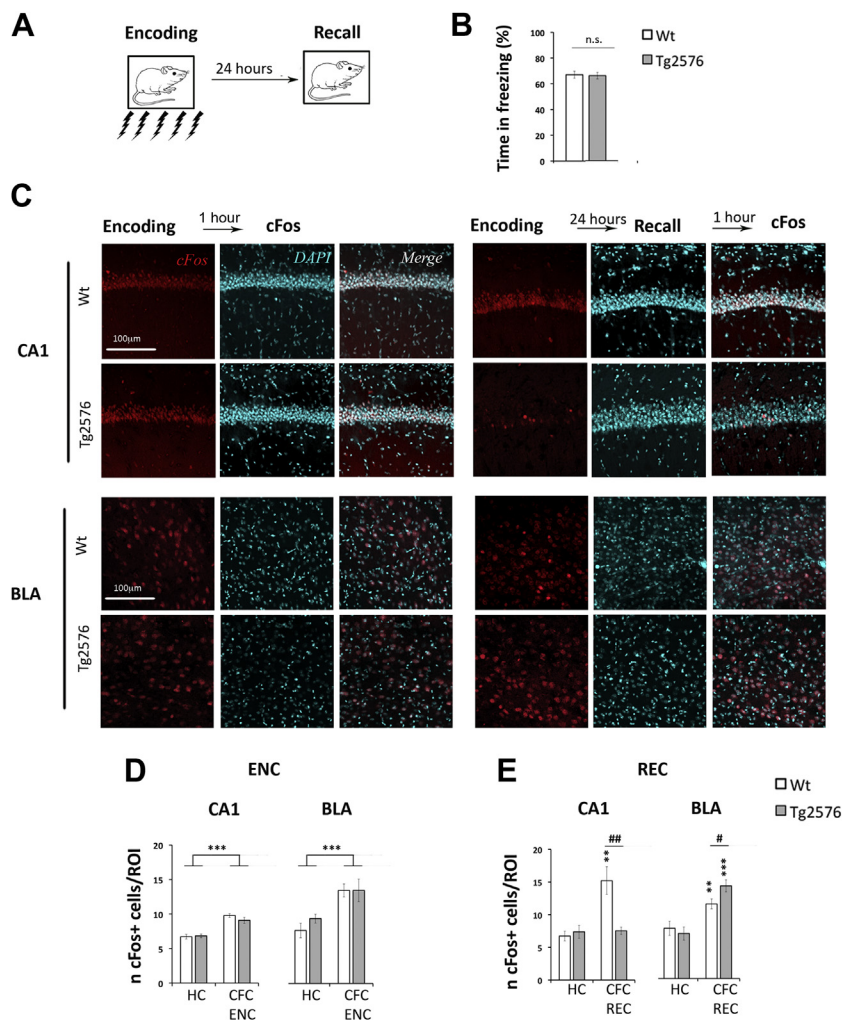 A
Encoding
Recall
24 hours
B
Time in freezing (%)
100
80
60
40
20
0
n.s.
Wt
Tg2576
C
Encoding
1 hour
cFos
Encoding
24 hours
Recall
1 hour
cFos
CA1
Wt
cFos
DAPI
Merge
100μm
Tg2576
BLA
Wt
100μm
Tg2576
D
ENC
CA1
BLA
n cFos+ cells/ROI
20
15
10
5
0
***
***
HC
CFC
ENC
HC
CFC
ENC
E
REC
Wt
Tg2576
CA1
BLA
n cFos+ cells/ROI
20
15
10
5
0
##
**
#
**
***
HC
CFC
REC
HC
CFC
REC